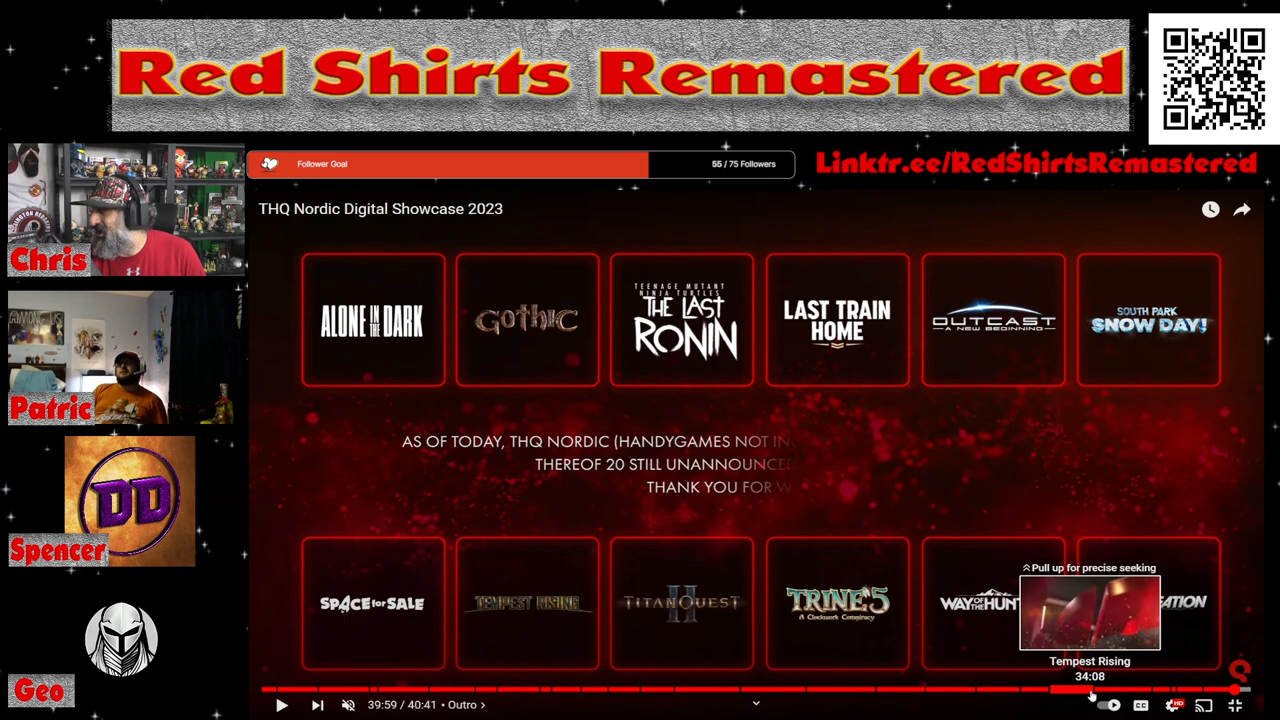 Red Shirts Remastered
Follower Goal
55 / 75 Followers
Linktr.ee/RedShirtsRemastered
THQ Nordic Digital Showcase 2023
Chris
Patric
Spencer
DD
Geo
ALONE IN THE DARK
GOTHIC
TEENAGE MUTANT
NINJA TURTLES
THE LAST
RONIN
LAST TRAIN
HOME
OUTCAST
A NEW BEGINNING
SOUTH PARK
SNOW DAY!
AS OF TODAY, THQ NORDIC (HANDYGAMES NOT IN
THEREOF 20 STILL UNANNOUNCED
THANK YOU FOR W
SPACE for SALE
TEMPEST RISING
TITAN QUEST
II
TRINE 5
A Clockwork Conspiracy
WAY OF THE HUNT
ATION
Pull up for precise seeking
Tempest Rising
34:08
39:59 / 40:41 • Outro >
CC
HD